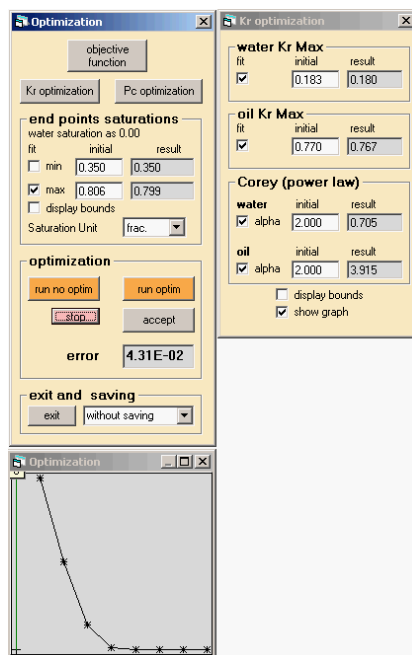 Optimization
objective
function
Kr optimization Pc optimization
end points saturations
water saturation as 0.00
fit initial result
min 0.350 0.350
max 0.806 0.799
display bounds
Saturation Unit frac.
optimization
run no optim run optim
stop accept
error 4.31E-02
exit and saving
exit without saving
Optimization
0
Kr optimization
water Kr Max
fit initial result
0.183 0.180
oil Kr Max
fit initial result
0.770 0.767
Corey (power law)
water initial result
alpha 2.000 0.705
oil initial result
alpha 2.000 3.915
display bounds
show graph